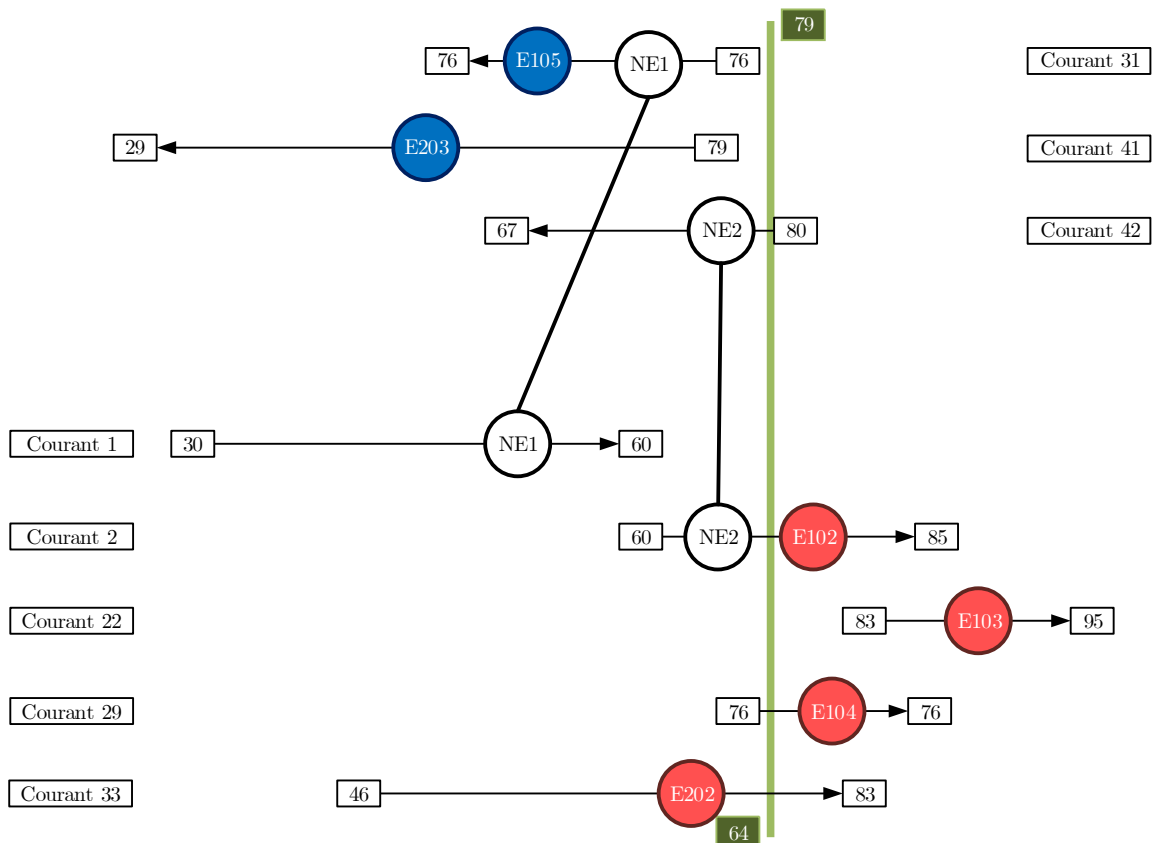 79
76 E105 NE1 76 Courant 31
29 E203 79 Courant 41
67 NE2 80 Courant 42
Courant 1 30 NE1 60
Courant 2 60 NE2 E102 85
Courant 22 83 E103 95
Courant 29 76 E104 76
Courant 33 46 E202 83
64